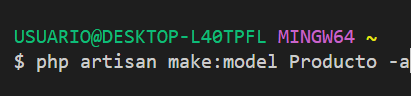 USUARIO@DESKTOP-L40TPFL MINGW64 ~
$ php artisan make:model Producto -a